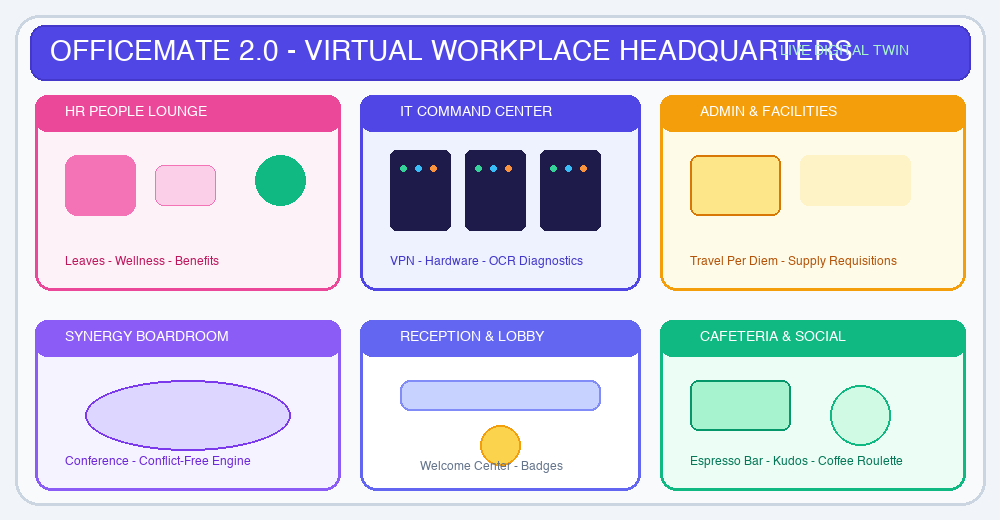 OFFICEMATE 2.0 - VIRTUAL WORKPLACE HEADQUARTERS
LIVE DIGITAL TWIN
HR PEOPLE LOUNGE
IT COMMAND CENTER
ADMIN & FACILITIES
Leaves - Wellness - Benefits
VPN - Hardware - OCR Diagnostics
Travel Per Diem - Supply Requisitions
SYNERGY BOARDROOM
RECEPTION & LOBBY
CAFETERIA & SOCIAL
Conference - Conflict-Free Engine
Welcome Center - Badges
Espresso Bar - Kudos - Coffee Roulette